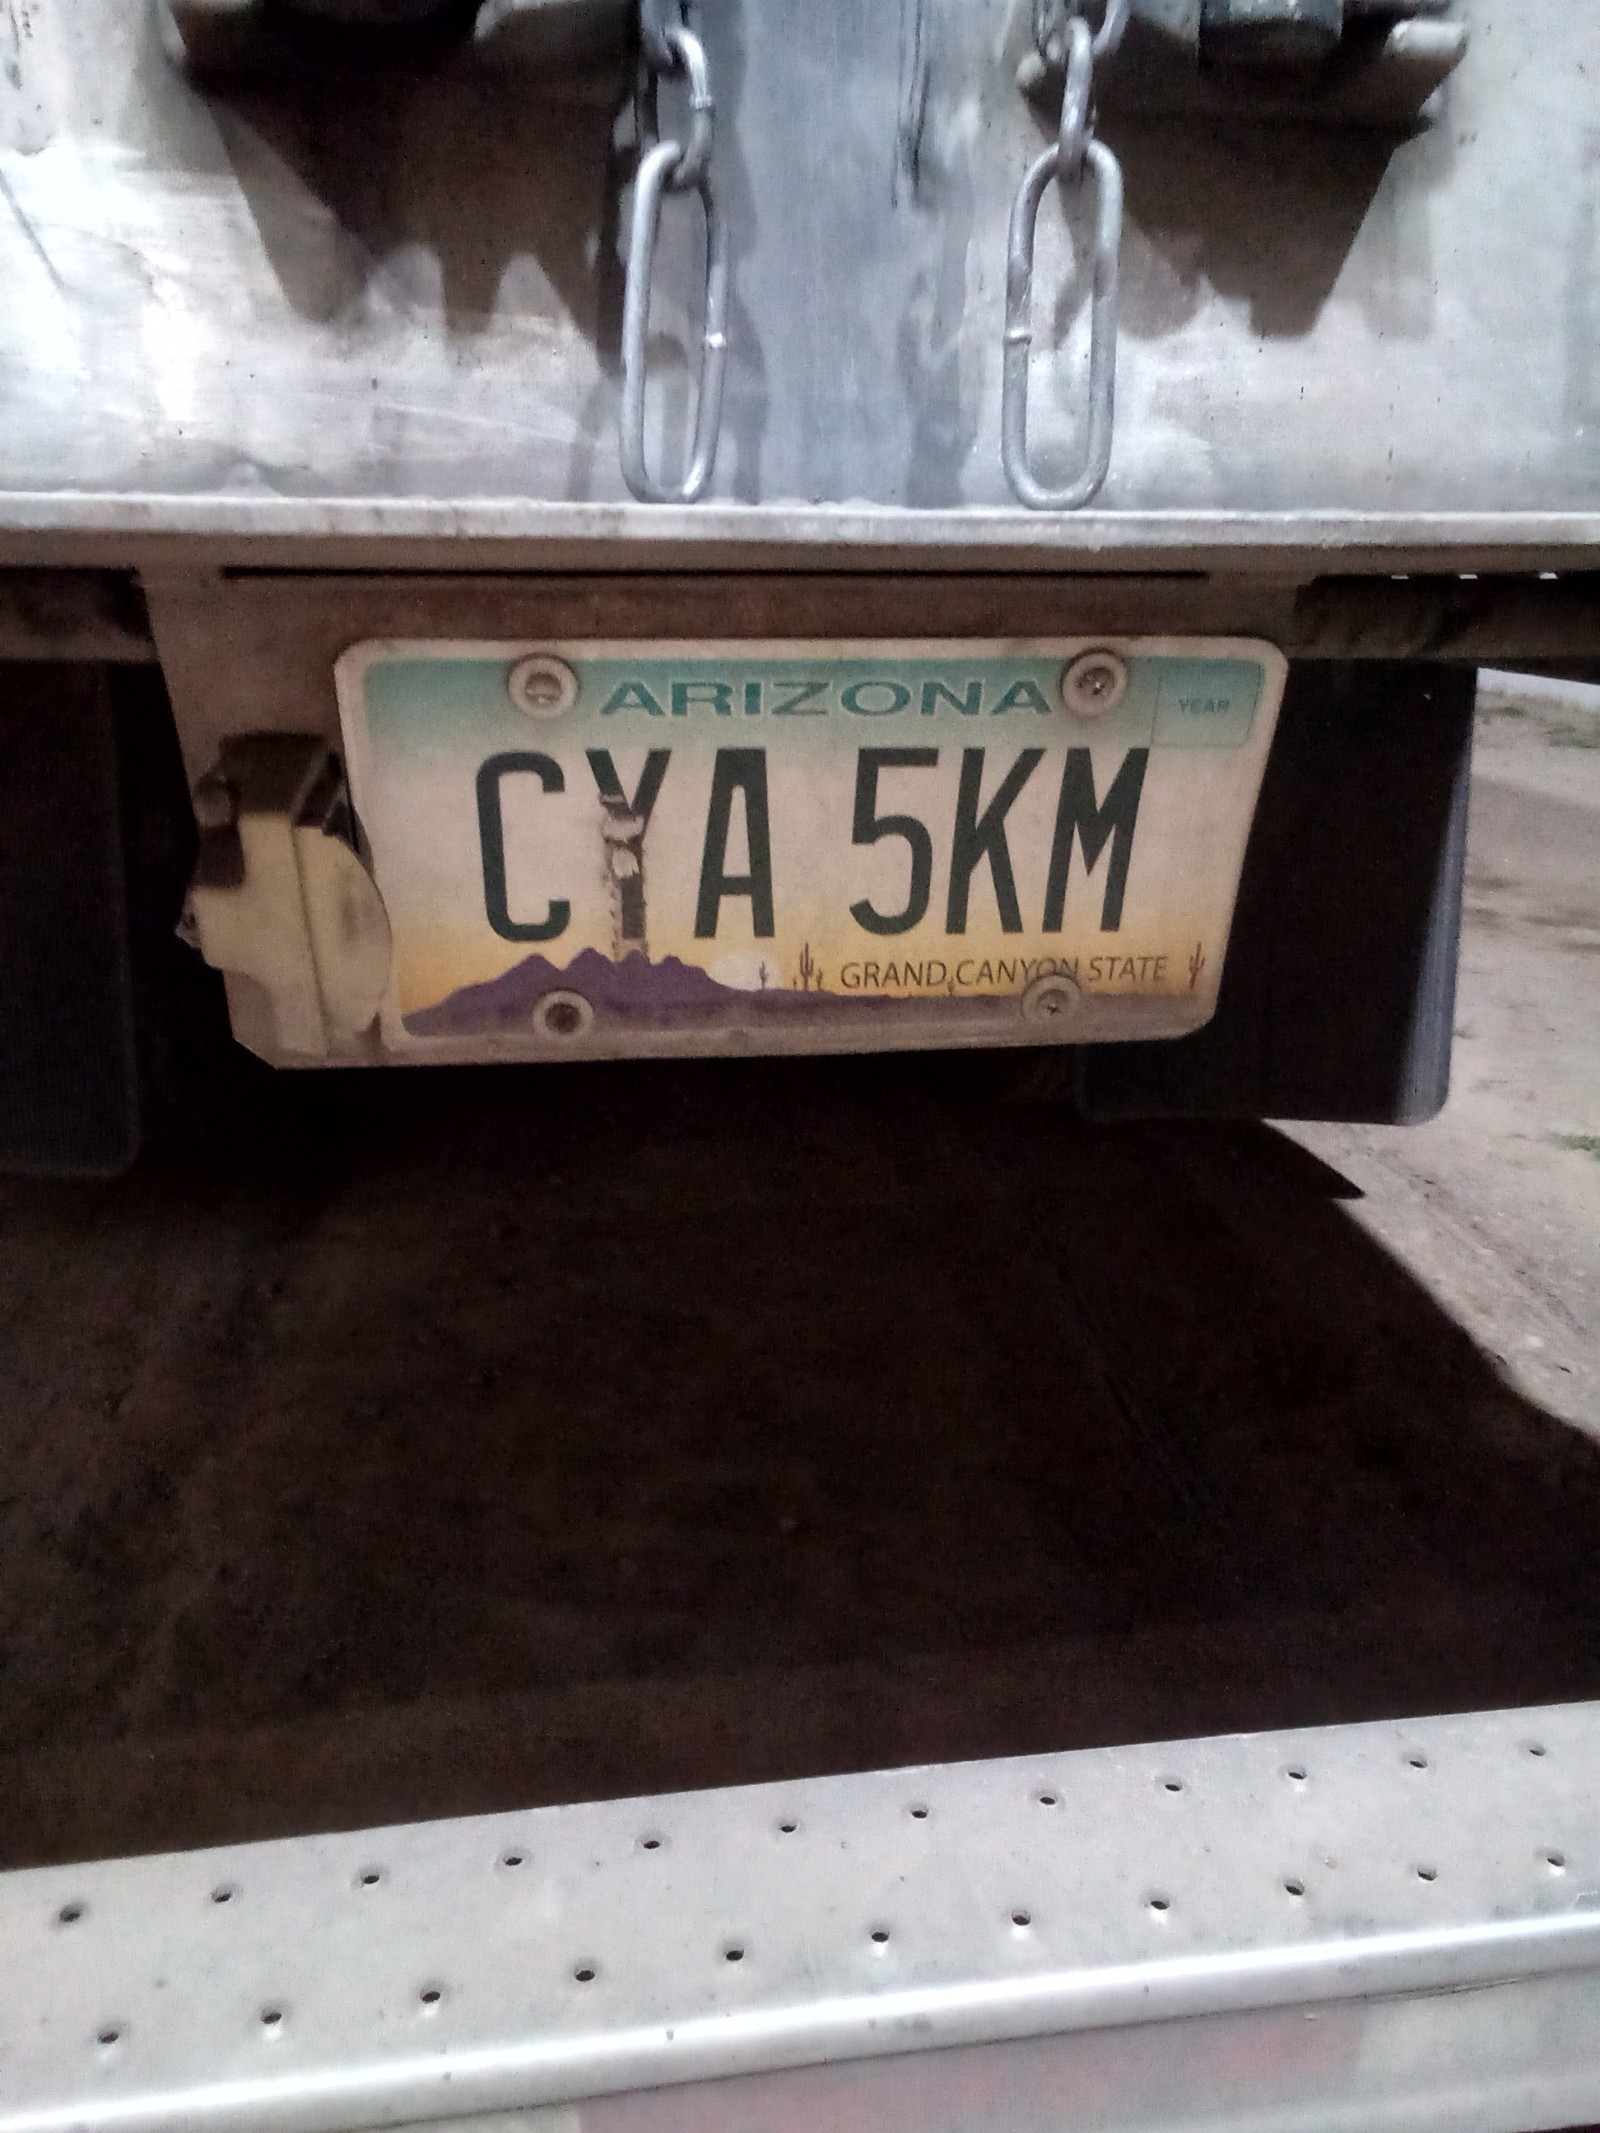 ARIZONA
YEAR
CYA 5KM
GRAND CANYON STATE